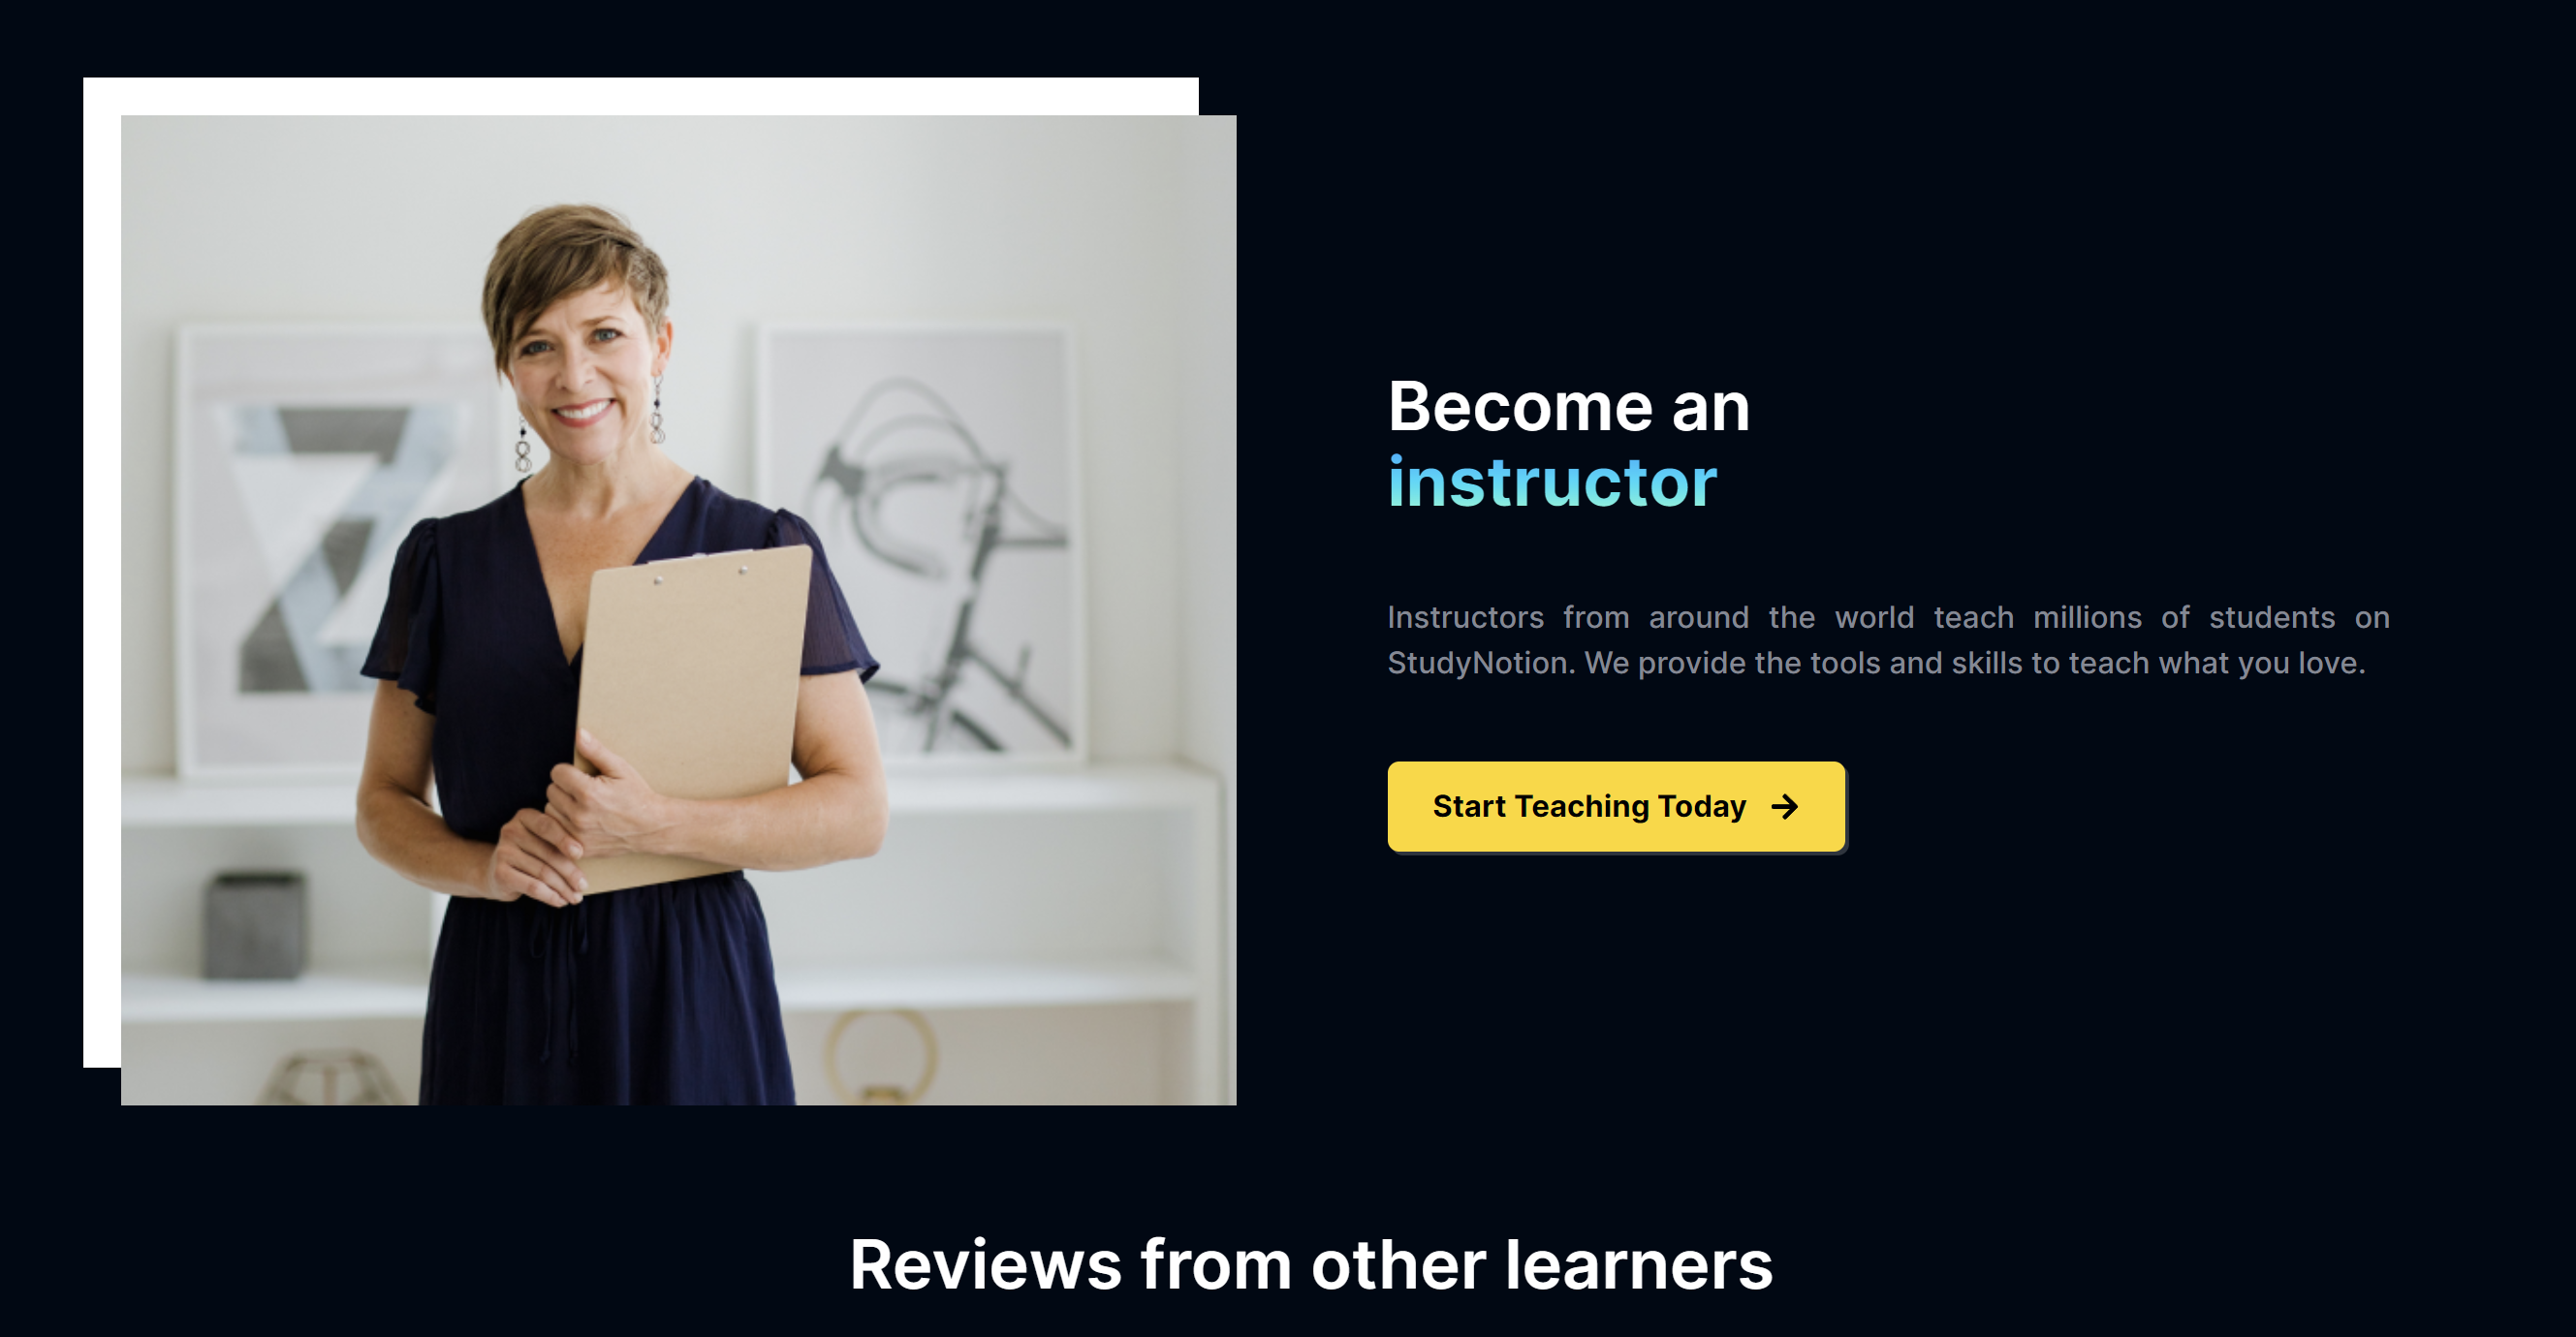 Become an
instructor
Instructors from around the world teach millions of students on
StudyNotion. We provide the tools and skills to teach what you love.
Start Teaching Today
Reviews from other learners